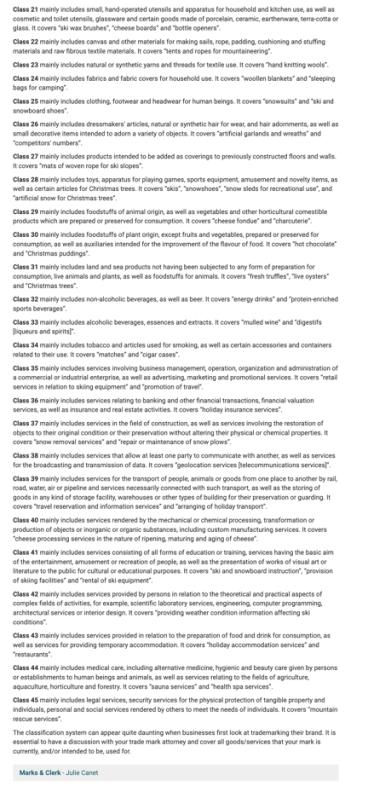 Class 21 mainly includes small, hand-operated utensils and apparatus for household and kitchen use, as well as
cosmetic and toilet utensils, glassware and certain goods made of porcelain, ceramic, earthenware, terra-cotta or
glass. It covers "ski wax brushes", "cheese boards" and "bottle openers".
Class 22 mainly includes canvas and other materials for making sails, rope, padding, cushioning and stuffing
materials and raw fibrous textile materials. It covers "tents and ropes for mountaineering".
Class 23 mainly includes natural or synthetic yarns and threads for textile use. It covers "hand knitting wools".
Class 24 mainly includes fabrics and fabric covers for household use. It covers "woollen blankets" and "sleeping
bags for camping".
Class 25 mainly includes clothing, footwear and headwear for human beings. It covers "snowsuits" and "ski and
snowboard shoes".
Class 26 mainly includes dressmakers' articles, natural or synthetic hair for wear, and hair adornments, as well as
small decorative items intended to adorn a variety of objects. It covers "artificial garlands and wreaths" and
"competitors' numbers".
Class 27 mainly includes products intended to be added as coverings to previously constructed floors and walls.
It covers "mats of woven rope for ski slopes".
Class 28 mainly includes toys, apparatus for playing games, sports equipment, amusement and novelty items, as
well as certain articles for Christmas trees. It covers "skis", "snowshoes", "snow sleds for recreational use", and
"artificial snow for Christmas trees".
Class 29 mainly includes foodstuffs of animal origin, as well as vegetables and other horticultural comestible
products which are prepared or preserved for consumption. It covers "cheese fondue" and "charcuterie".
Class 30 mainly includes foodstuffs of plant origin, except fruits and vegetables, prepared or preserved for
consumption, as well as auxiliaries intended for the improvement of the flavour of food. It covers "hot chocolate"
and "Christmas puddings".
Class 31 mainly includes land and sea products not having been subjected to any form of preparation for
consumption, live animals and plants, as well as foodstuffs for animals. It covers "fresh truffles", "live oysters"
and "Christmas trees".
Class 32 mainly includes non-alcoholic beverages, as well as beer. It covers "energy drinks" and "protein-enriched
sports beverages".
Class 33 mainly includes alcoholic beverages, essences and extracts. It covers "mulled wine" and "digestifs
[liqueurs and spirits]".
Class 34 mainly includes tobacco and articles used for smoking, as well as certain accessories and containers
related to their use. It covers "matches" and "cigar cases".
Class 35 mainly includes services involving business management, operation, organization and administration of
a commercial or industrial enterprise, as well as advertising, marketing and promotional services. It covers "retail
services in relation to skiing equipment" and "promotion of travel".
Class 36 mainly includes services relating to banking and other financial transactions, financial valuation
services, as well as insurance and real estate activities. It covers "holiday insurance services".
Class 37 mainly includes services in the field of construction, as well as services involving the restoration of
objects to their original condition or their preservation without altering their physical or chemical properties. It
covers "snow removal services" and "repair or maintenance of snow plows".
Class 38 mainly includes services that allow at least one party to communicate with another, as well as services
for the broadcasting and transmission of data. It covers "geolocation services [telecommunications services]".
Class 39 mainly includes services for the transport of people, animals or goods from one place to another by rail,
road, water, air or pipeline and services necessarily connected with such transport, as well as the storing of
goods in any kind of storage facility, warehouses or other types of building for their preservation or guarding. It
covers "travel reservation and information services" and "arranging of holiday transport".
Class 40 mainly includes services rendered by the mechanical or chemical processing, transformation or
production of objects or inorganic or organic substances, including custom manufacturing services. It covers
"cheese processing services in the nature of ripening, maturing and aging of cheese".
Class 41 mainly includes services consisting of all forms of education or training, services having the basic aim
of the entertainment, amusement or recreation of people, as well as the presentation of works of visual art or
literature to the public for cultural or educational purposes. It covers "ski and snowboard instruction", "provision
of skiing facilities" and "rental of ski equipment".
Class 42 mainly includes services provided by persons in relation to the theoretical and practical aspects of
complex fields of activities, for example, scientific laboratory services, engineering, computer programming,
architectural services or interior design. It covers "providing weather condition information affecting ski
conditions".
Class 43 mainly includes services provided in relation to the preparation of food and drink for consumption, as
well as services for providing temporary accommodation. It covers "holiday accommodation services" and
"restaurants".
Class 44 mainly includes medical care, including alternative medicine, hygienic and beauty care given by persons
or establishments to human beings and animals, as well as services relating to the fields of agriculture,
aquaculture, horticulture and forestry. It covers "sauna services" and "health spa services".
Class 45 mainly includes legal services, security services for the physical protection of tangible property and
individuals, personal and social services rendered by others to meet the needs of individuals. It covers "mountain
rescue services".
The classification system can appear quite daunting when businesses first look at trademarking their brand. It is
essential to have a discussion with your trade mark attorney and cover all goods/services that your mark is
currently, and/or intended to be, used for.
Marks & Clerk - Julie Canet